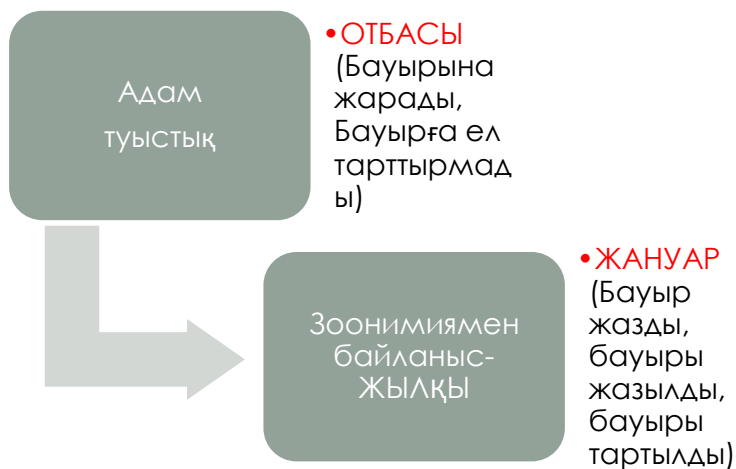 Адам
туыстық
•ОТБАСЫ
(Бауырына
жарады,
Бауырға ел
тарттырмад
ы)
Зоонимиямен
байланыс-
ЖЫЛҚЫ
•ЖАНУАР
(Бауыр
жазды,
бауыры
жазылды,
бауыры
тартылды)